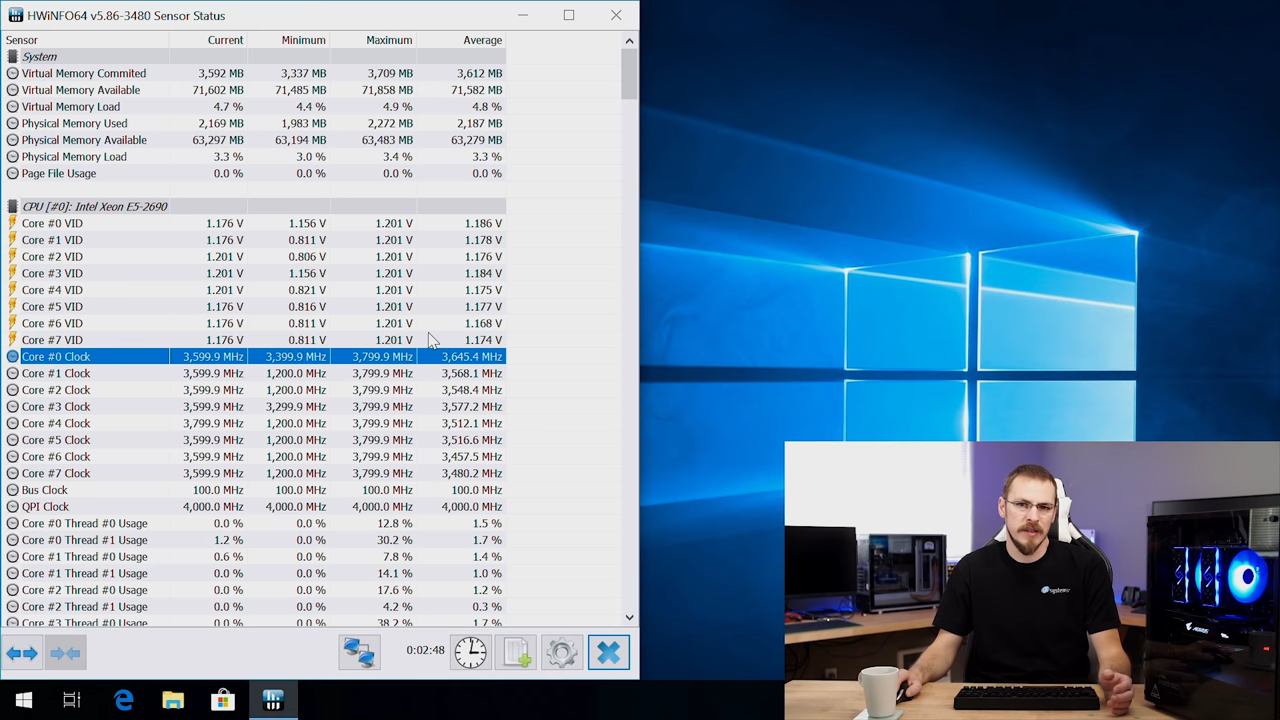 HWiNFO64 v5.86-3480 Sensor Status
Sensor Current Minimum Maximum Average
System
Virtual Memory Commited 3,592 MB 3,337 MB 3,709 MB 3,612 MB
Virtual Memory Available 71,602 MB 71,485 MB 71,858 MB 71,582 MB
Virtual Memory Load 4.7 % 4.4 % 4.9 % 4.8 %
Physical Memory Used 2,169 MB 1,983 MB 2,272 MB 2,187 MB
Physical Memory Available 63,297 MB 63,194 MB 63,483 MB 63,279 MB
Physical Memory Load 3.3 % 3.0 % 3.4 % 3.3 %
Page File Usage 0.0 % 0.0 % 0.0 % 0.0 %
CPU [#0]: Intel Xeon E5-2690
Core #0 VID 1.176 V 1.156 V 1.201 V 1.186 V
Core #1 VID 1.176 V 0.811 V 1.201 V 1.178 V
Core #2 VID 1.201 V 0.806 V 1.201 V 1.176 V
Core #3 VID 1.201 V 1.156 V 1.201 V 1.184 V
Core #4 VID 1.201 V 0.821 V 1.201 V 1.175 V
Core #5 VID 1.176 V 0.816 V 1.201 V 1.177 V
Core #6 VID 1.176 V 0.811 V 1.201 V 1.168 V
Core #7 VID 1.176 V 0.811 V 1.201 V 1.174 V
Core #0 Clock 3,599.9 MHz 3,399.9 MHz 3,799.9 MHz 3,645.4 MHz
Core #1 Clock 3,599.9 MHz 1,200.0 MHz 3,799.9 MHz 3,568.1 MHz
Core #2 Clock 3,599.9 MHz 1,200.0 MHz 3,799.9 MHz 3,548.4 MHz
Core #3 Clock 3,599.9 MHz 3,299.9 MHz 3,799.9 MHz 3,577.2 MHz
Core #4 Clock 3,599.9 MHz 1,200.0 MHz 3,799.9 MHz 3,512.1 MHz
Core #5 Clock 3,599.9 MHz 1,200.0 MHz 3,799.9 MHz 3,516.6 MHz
Core #6 Clock 3,599.9 MHz 1,200.0 MHz 3,799.9 MHz 3,457.5 MHz
Core #7 Clock 3,599.9 MHz 1,200.0 MHz 3,799.9 MHz 3,480.2 MHz
Bus Clock 100.0 MHz 100.0 MHz 100.0 MHz 100.0 MHz
QPI Clock 4,000.0 MHz 4,000.0 MHz 4,000.0 MHz 4,000.0 MHz
Core #0 Thread #0 Usage 0.0 % 0.0 % 12.8 % 1.5 %
Core #0 Thread #1 Usage 1.2 % 0.0 % 30.2 % 1.7 %
Core #1 Thread #0 Usage 0.6 % 0.0 % 7.8 % 1.4 %
Core #1 Thread #1 Usage 0.0 % 0.0 % 14.1 % 1.0 %
Core #2 Thread #0 Usage 0.0 % 0.0 % 17.6 % 1.2 %
Core #2 Thread #1 Usage 0.0 % 0.0 % 4.2 % 0.3 %
Core #3 Thread #0 Usage 0.0 % 0.0 % 38.2 % 1.7 %
0:02:48
systems
AORUS